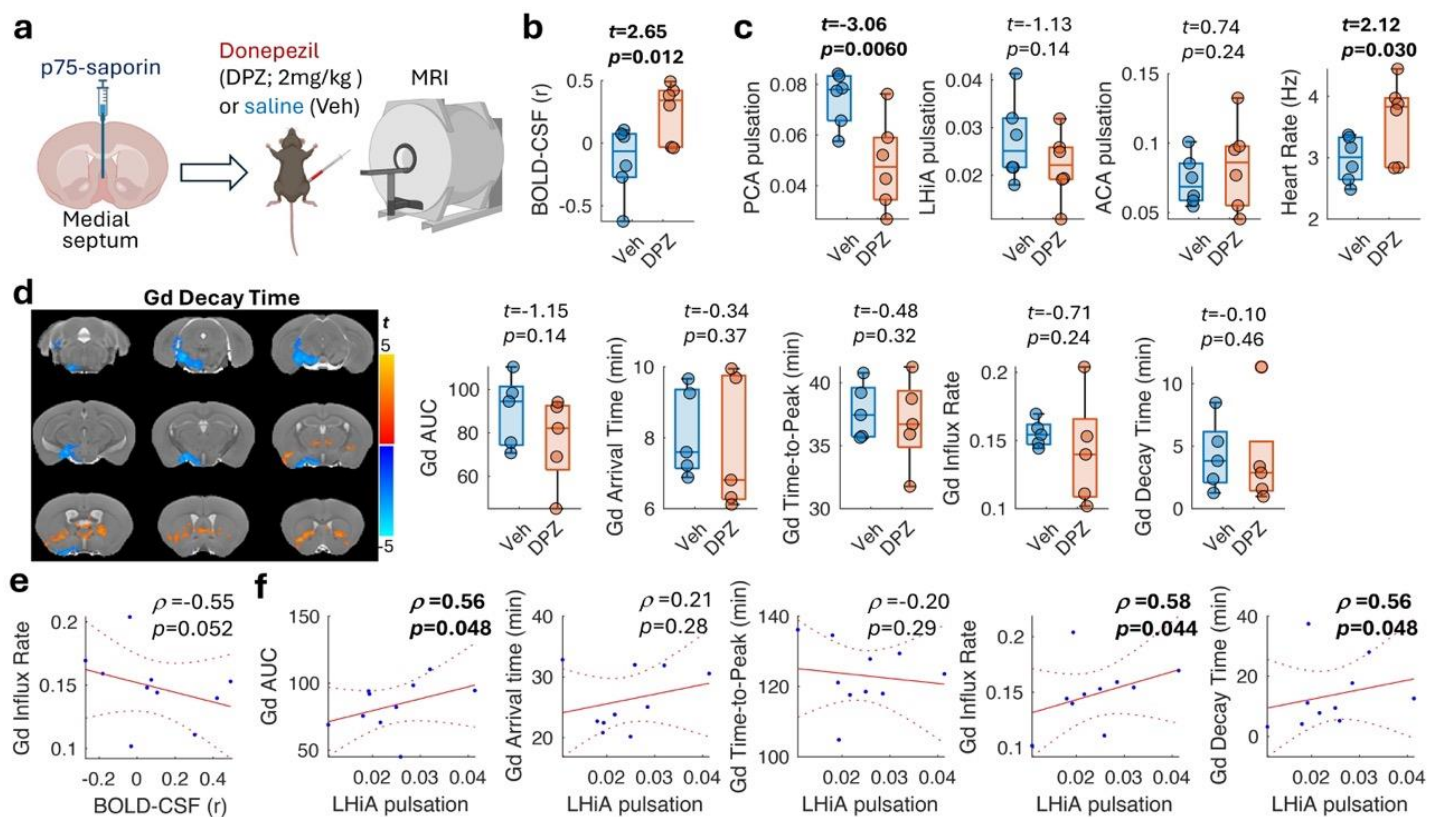 a
p75-saporin
Medial
septum
Donepezil
(DPZ; 2mg/kg )
or saline (Veh)
MRI
b
t=2.65
p=0.012
BOLD-CSF (r)
0.5
0
-0.5
Veh
DPZ
c
t=-3.06
p=0.0060
PCA pulsation
0.08
0.06
0.04
Veh
DPZ
t=-1.13
p=0.14
LHiA pulsation
0.04
0.03
0.02
Veh
DPZ
t=0.74
p=0.24
ACA pulsation
0.15
0.1
0.05
Veh
DPZ
t=2.12
p=0.030
Heart Rate (Hz)
4
3
2
Veh
DPZ
d
Gd Decay Time
t
5
-5
t=-1.15
p=0.14
Gd AUC
100
80
60
Veh
DPZ
t=-0.34
p=0.37
Gd Arrival Time (min)
10
8
6
Veh
DPZ
t=-0.48
p=0.32
Gd Time-to-Peak (min)
40
35
30
Veh
DPZ
t=-0.71
p=0.24
Gd Influx Rate
0.2
0.15
0.1
Veh
DPZ
t=-0.10
p=0.46
Gd Decay Time (min)
10
5
0
Veh
DPZ
e
ρ =-0.55
p=0.052
Gd Influx Rate
0.2
0.15
0.1
-0.2 0 0.2 0.4
BOLD-CSF (r)
f
ρ =0.56
p=0.048
Gd AUC
150
100
50
0.02 0.03 0.04
LHiA pulsation
ρ =0.21
p=0.28
Gd Arrival time (min)
40
30
20
0.02 0.03 0.04
LHiA pulsation
ρ =-0.20
p=0.29
Gd Time-to-Peak (min)
140
120
100
0.02 0.03 0.04
LHiA pulsation
ρ =0.58
p=0.044
Gd Influx Rate
0.2
0.15
0.1
0.02 0.03 0.04
LHiA pulsation
ρ =0.56
p=0.048
Gd Decay Time (min)
40
20
0
0.02 0.03 0.04
LHiA pulsation